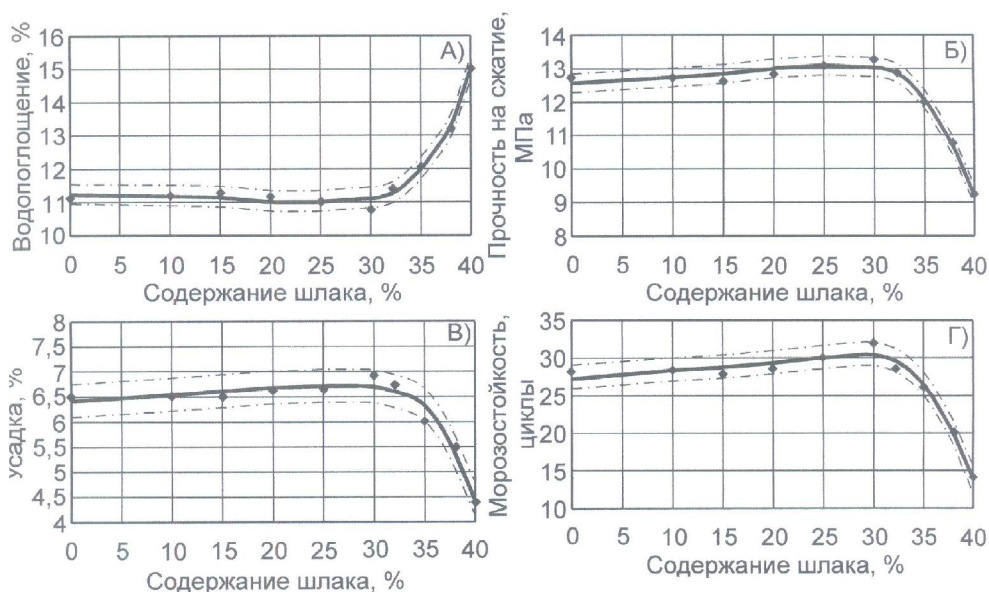 А)
Водопоглощение, %
16
15
14
13
12
11
10
0 5 10 15 20 25 30 35 40
Содержание шлака, %
Б)
Прочность на сжатие,
МПа
14
13
12
11
10
9
8
0 5 10 15 20 25 30 35 40
Содержание шлака, %
В)
Усадка, %
8
7,5
7
6,5
6
5,5
5
4,5
4
0 5 10 15 20 25 30 35 40
Содержание шлака, %
Г)
Морозостойкость,
циклы
35
30
25
20
15
10
0 5 10 15 20 25 30 35 40
Содержание шлака, %